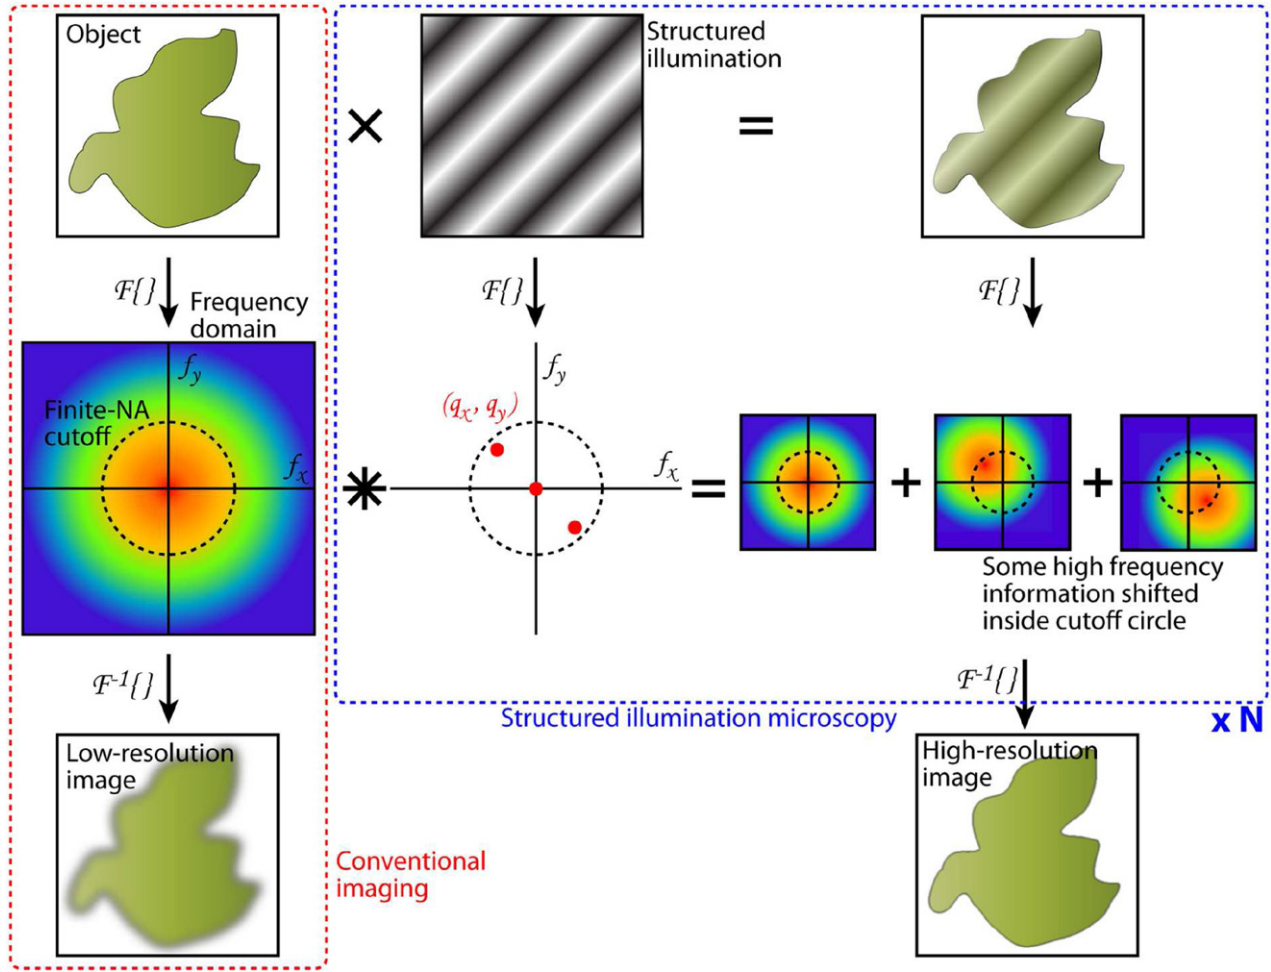 Object
Structured
illumination
×
=
ℱ{ }
Frequency
domain
ℱ{ }
ℱ{ }
f_y
Finite-NA
cutoff
f_x
f_y
(q_x, q_y)
f_x
*
=
+
+
Some high frequency
information shifted
inside cutoff circle
ℱ⁻¹{ }
ℱ⁻¹{ }
Structured illumination microscopy
x N
Low-resolution
image
High-resolution
image
Conventional
imaging